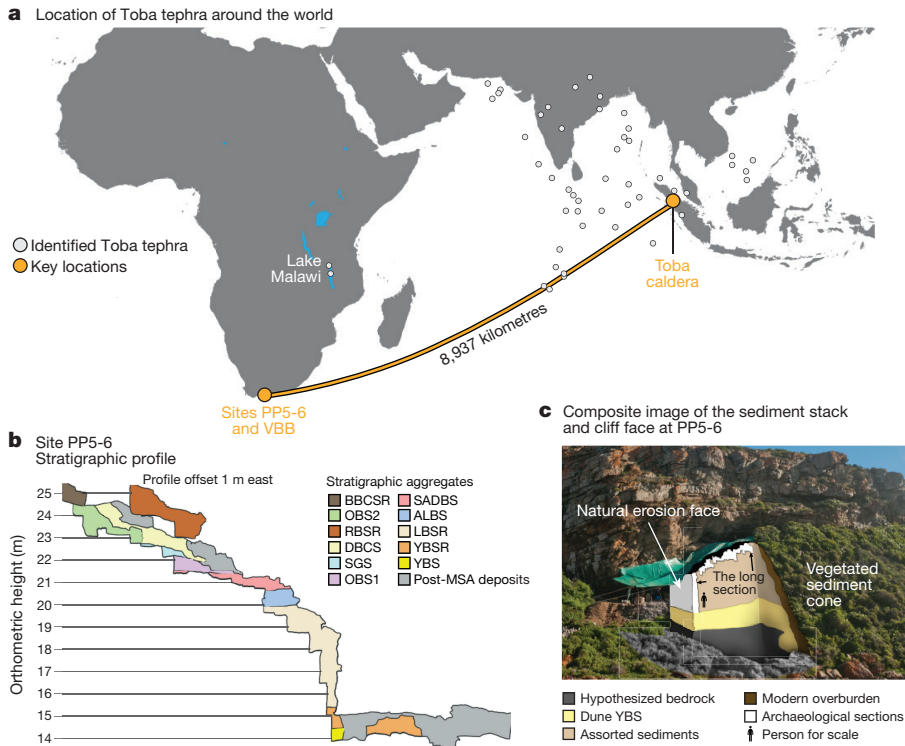 a Location of Toba tephra around the world
Identified Toba tephra
Key locations
Lake
Malawi
Toba
caldera
8,937 kilometres
Sites PP5-6
and VBB
b Site PP5-6
Stratigraphic profile
Profile offset 1 m east
Orthometric height (m)
25
24
23
22
21
20
19
18
17
16
15
14
Stratigraphic aggregates
BBCSR
OBS2
RBSR
DBCS
SGS
OBS1
SADBS
ALBS
LBSR
YBSR
YBS
Post-MSA deposits
c Composite image of the sediment stack
and cliff face at PP5-6
Natural erosion face
The long
section
Vegetated
sediment
cone
Hypothesized bedrock
Dune YBS
Assorted sediments
Modern overburden
Archaeological sections
Person for scale